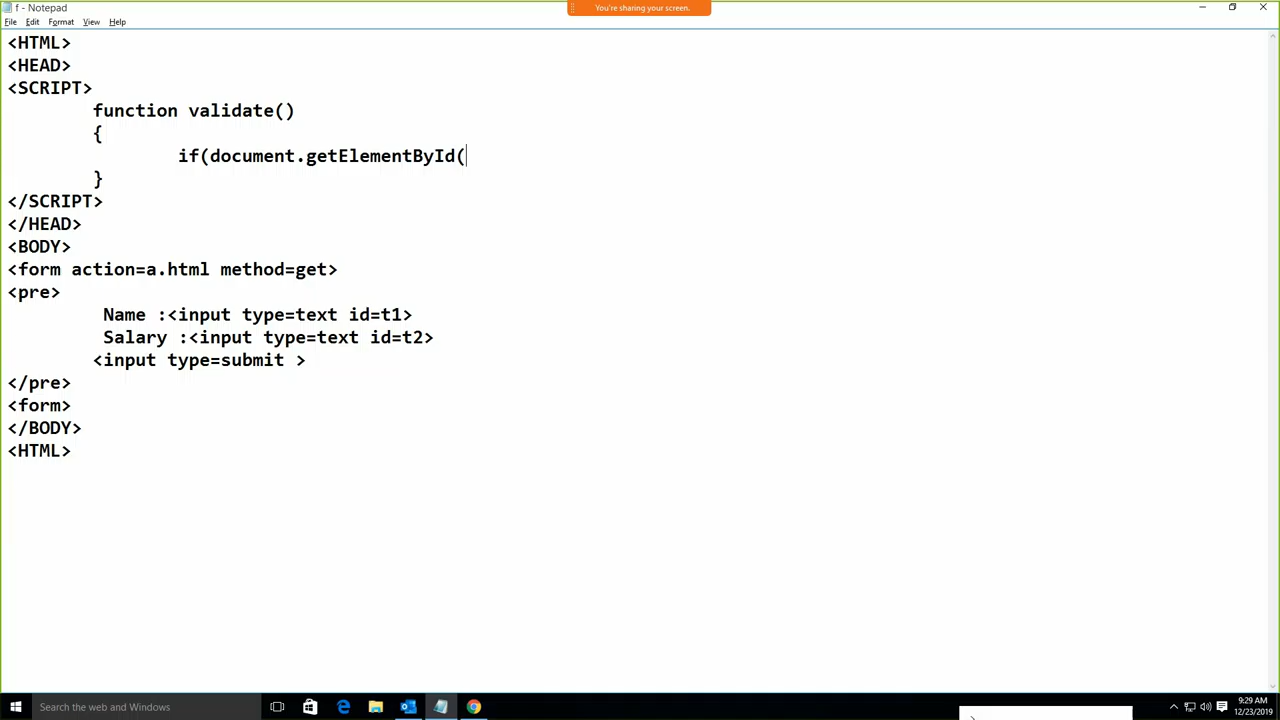 f - Notepad
You're sharing your screen.
File Edit Format View Help
<HTML>
<HEAD>
<SCRIPT>
function validate()
{
if(document.getElementById(
}
</SCRIPT>
</HEAD>
<BODY>
<form action=a.html method=get>
<pre>
Name :<input type=text id=t1>
Salary :<input type=text id=t2>
<input type=submit >
</pre>
<form>
</BODY>
<HTML>
Search the web and Windows
9:29 AM
12/23/2019